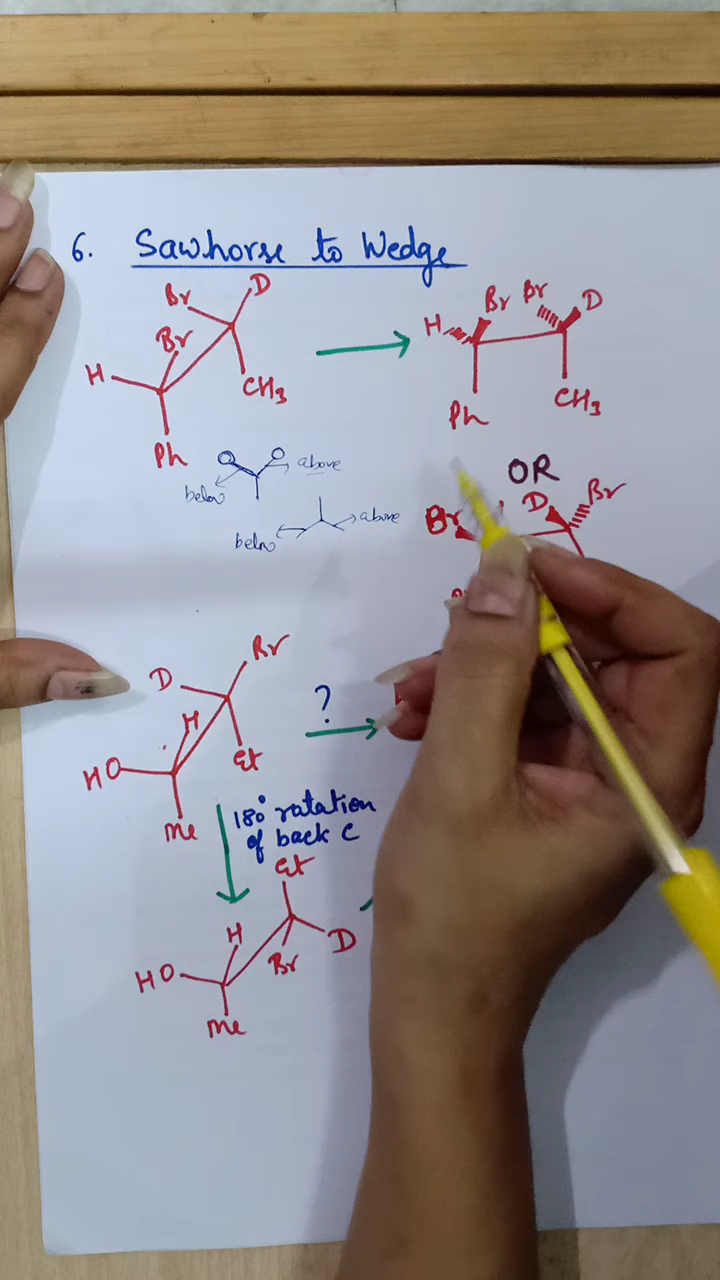 6. Sawhorse to Wedge
Br D
Br
H
CH3
Ph
H Br Br D
Ph CH3
below above
below above
OR
Br D Br
D Br
H
HO Et
Me
?
180° ratation
of back C
Et
H
HO Br D
Me